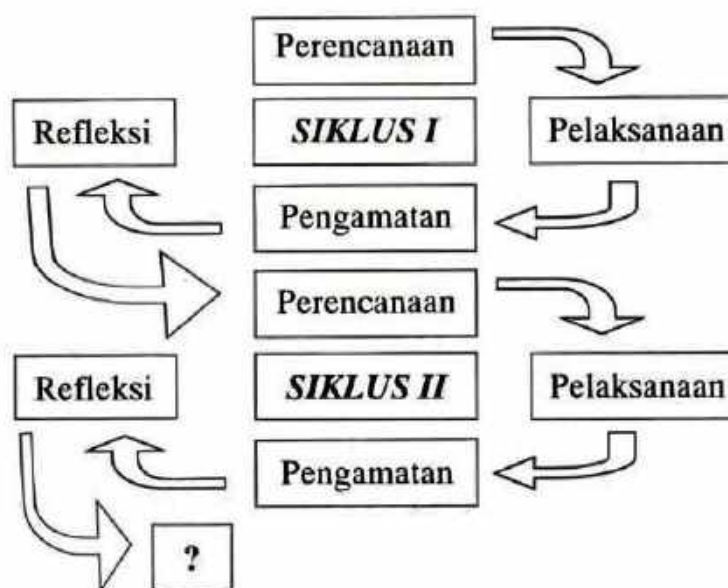 Perencanaan
Refleksi
SIKLUS I
Pelaksanaan
Pengamatan
Perencanaan
Refleksi
SIKLUS II
Pelaksanaan
Pengamatan
?